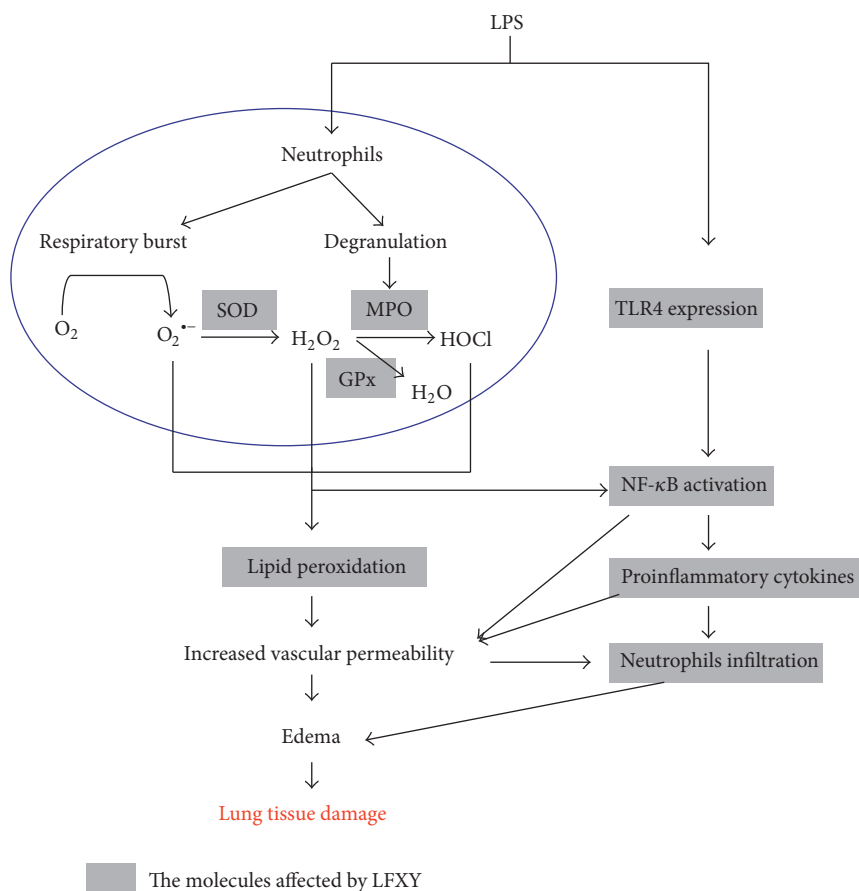 LPS
Neutrophils
Respiratory burst
Degranulation
SOD
MPO
TLR4 expression
O₂
O₂•−
H₂O₂
HOCl
GPx
H₂O
NF-κB activation
Lipid peroxidation
Proinflammatory cytokines
Increased vascular permeability
Neutrophils infiltration
Edema
Lung tissue damage
The molecules affected by LFXY